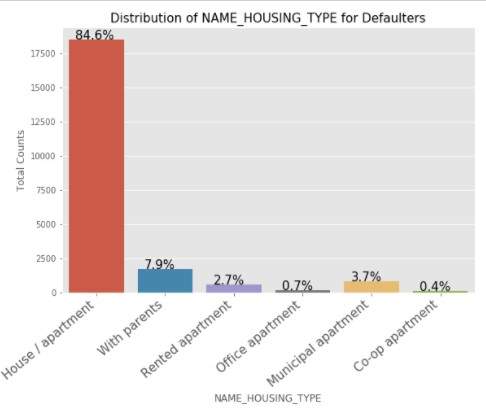 Distribution of NAME_HOUSING_TYPE for Defaulters
84.6%
17500
15000
12500
10000
7500
5000
2500
0
Total Counts
7.9%
2.7%
0.7%
3.7%
0.4%
House / apartment
With parents
Rented apartment
Office apartment
Municipal apartment
Co-op apartment
NAME_HOUSING_TYPE